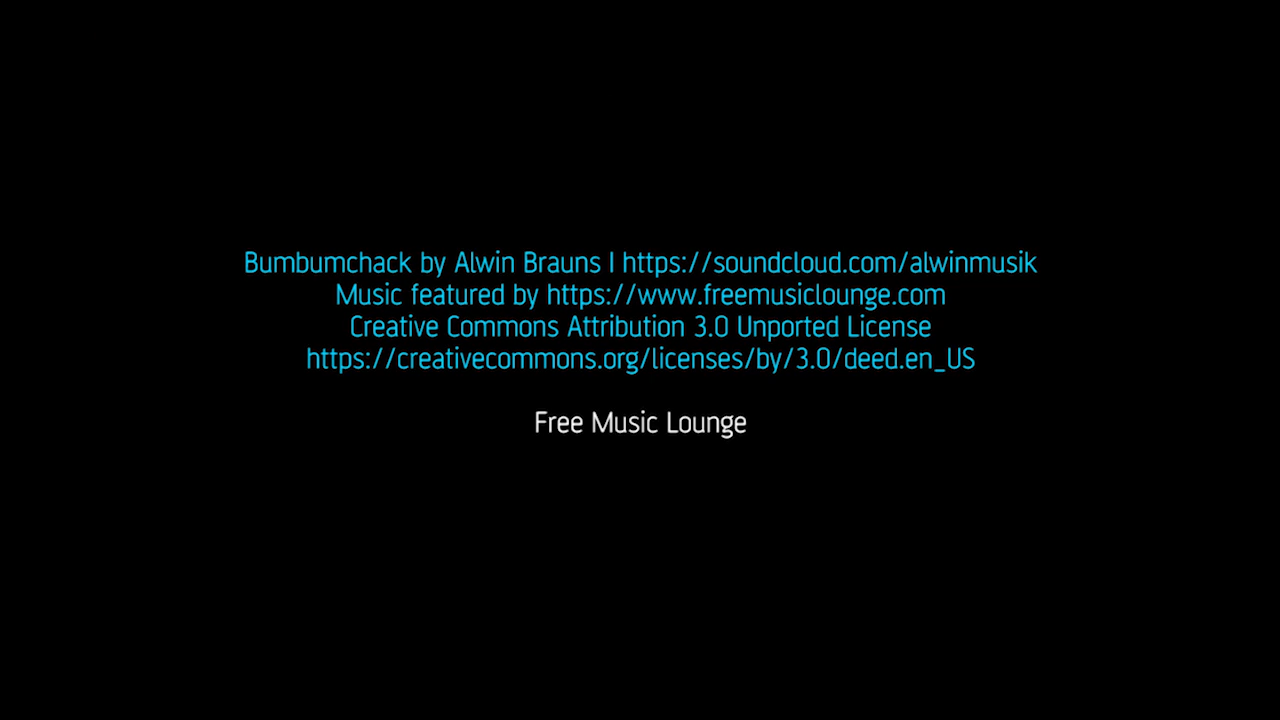 Bumbumchack by Alwin Brauns I https://soundcloud.com/alwinmusik
Music featured by https://www.freemusiclounge.com
Creative Commons Attribution 3.0 Unported License
https://creativecommons.org/licenses/by/3.0/deed.en_US
Free Music Lounge